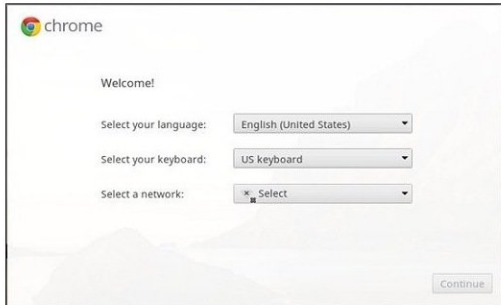 chrome
Welcome!
Select your language: English (United States)
Select your keyboard: US keyboard
Select a network: Select
Continue